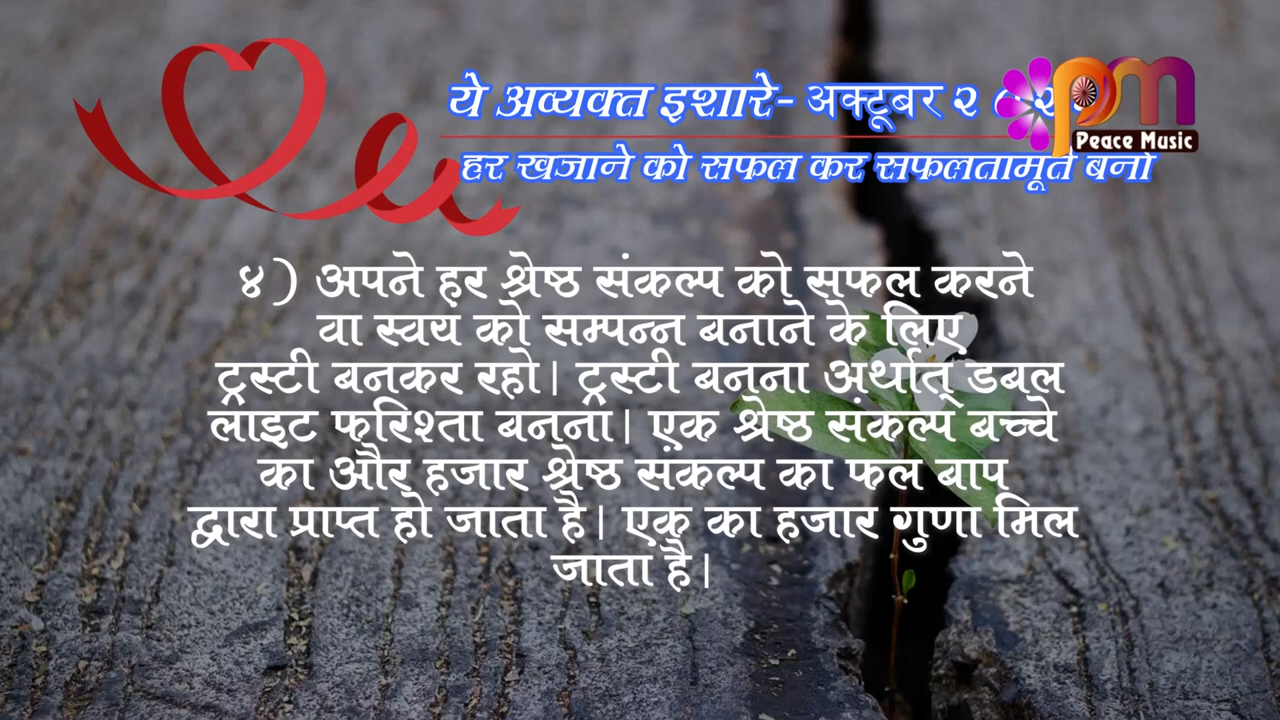 ये अव्यक्त इशारे- अक्टूबर २
Peace Music
हर खजाने को सफल कर सफलतामूर्त बनो
४) अपने हर श्रेष्ठ संकल्प को सफल करने
वा स्वयं को सम्पन्न बनाने के लिए
ट्रस्टी बनकर रहो। ट्रस्टी बनना अर्थात् डबल
लाइट फरिश्ता बनना। एक श्रेष्ठ संकल्प बच्चे
का और हजार श्रेष्ठ संकल्प का फल बाप
द्वारा प्राप्त हो जाता है। एक का हजार गुणा मिल
जाता है।